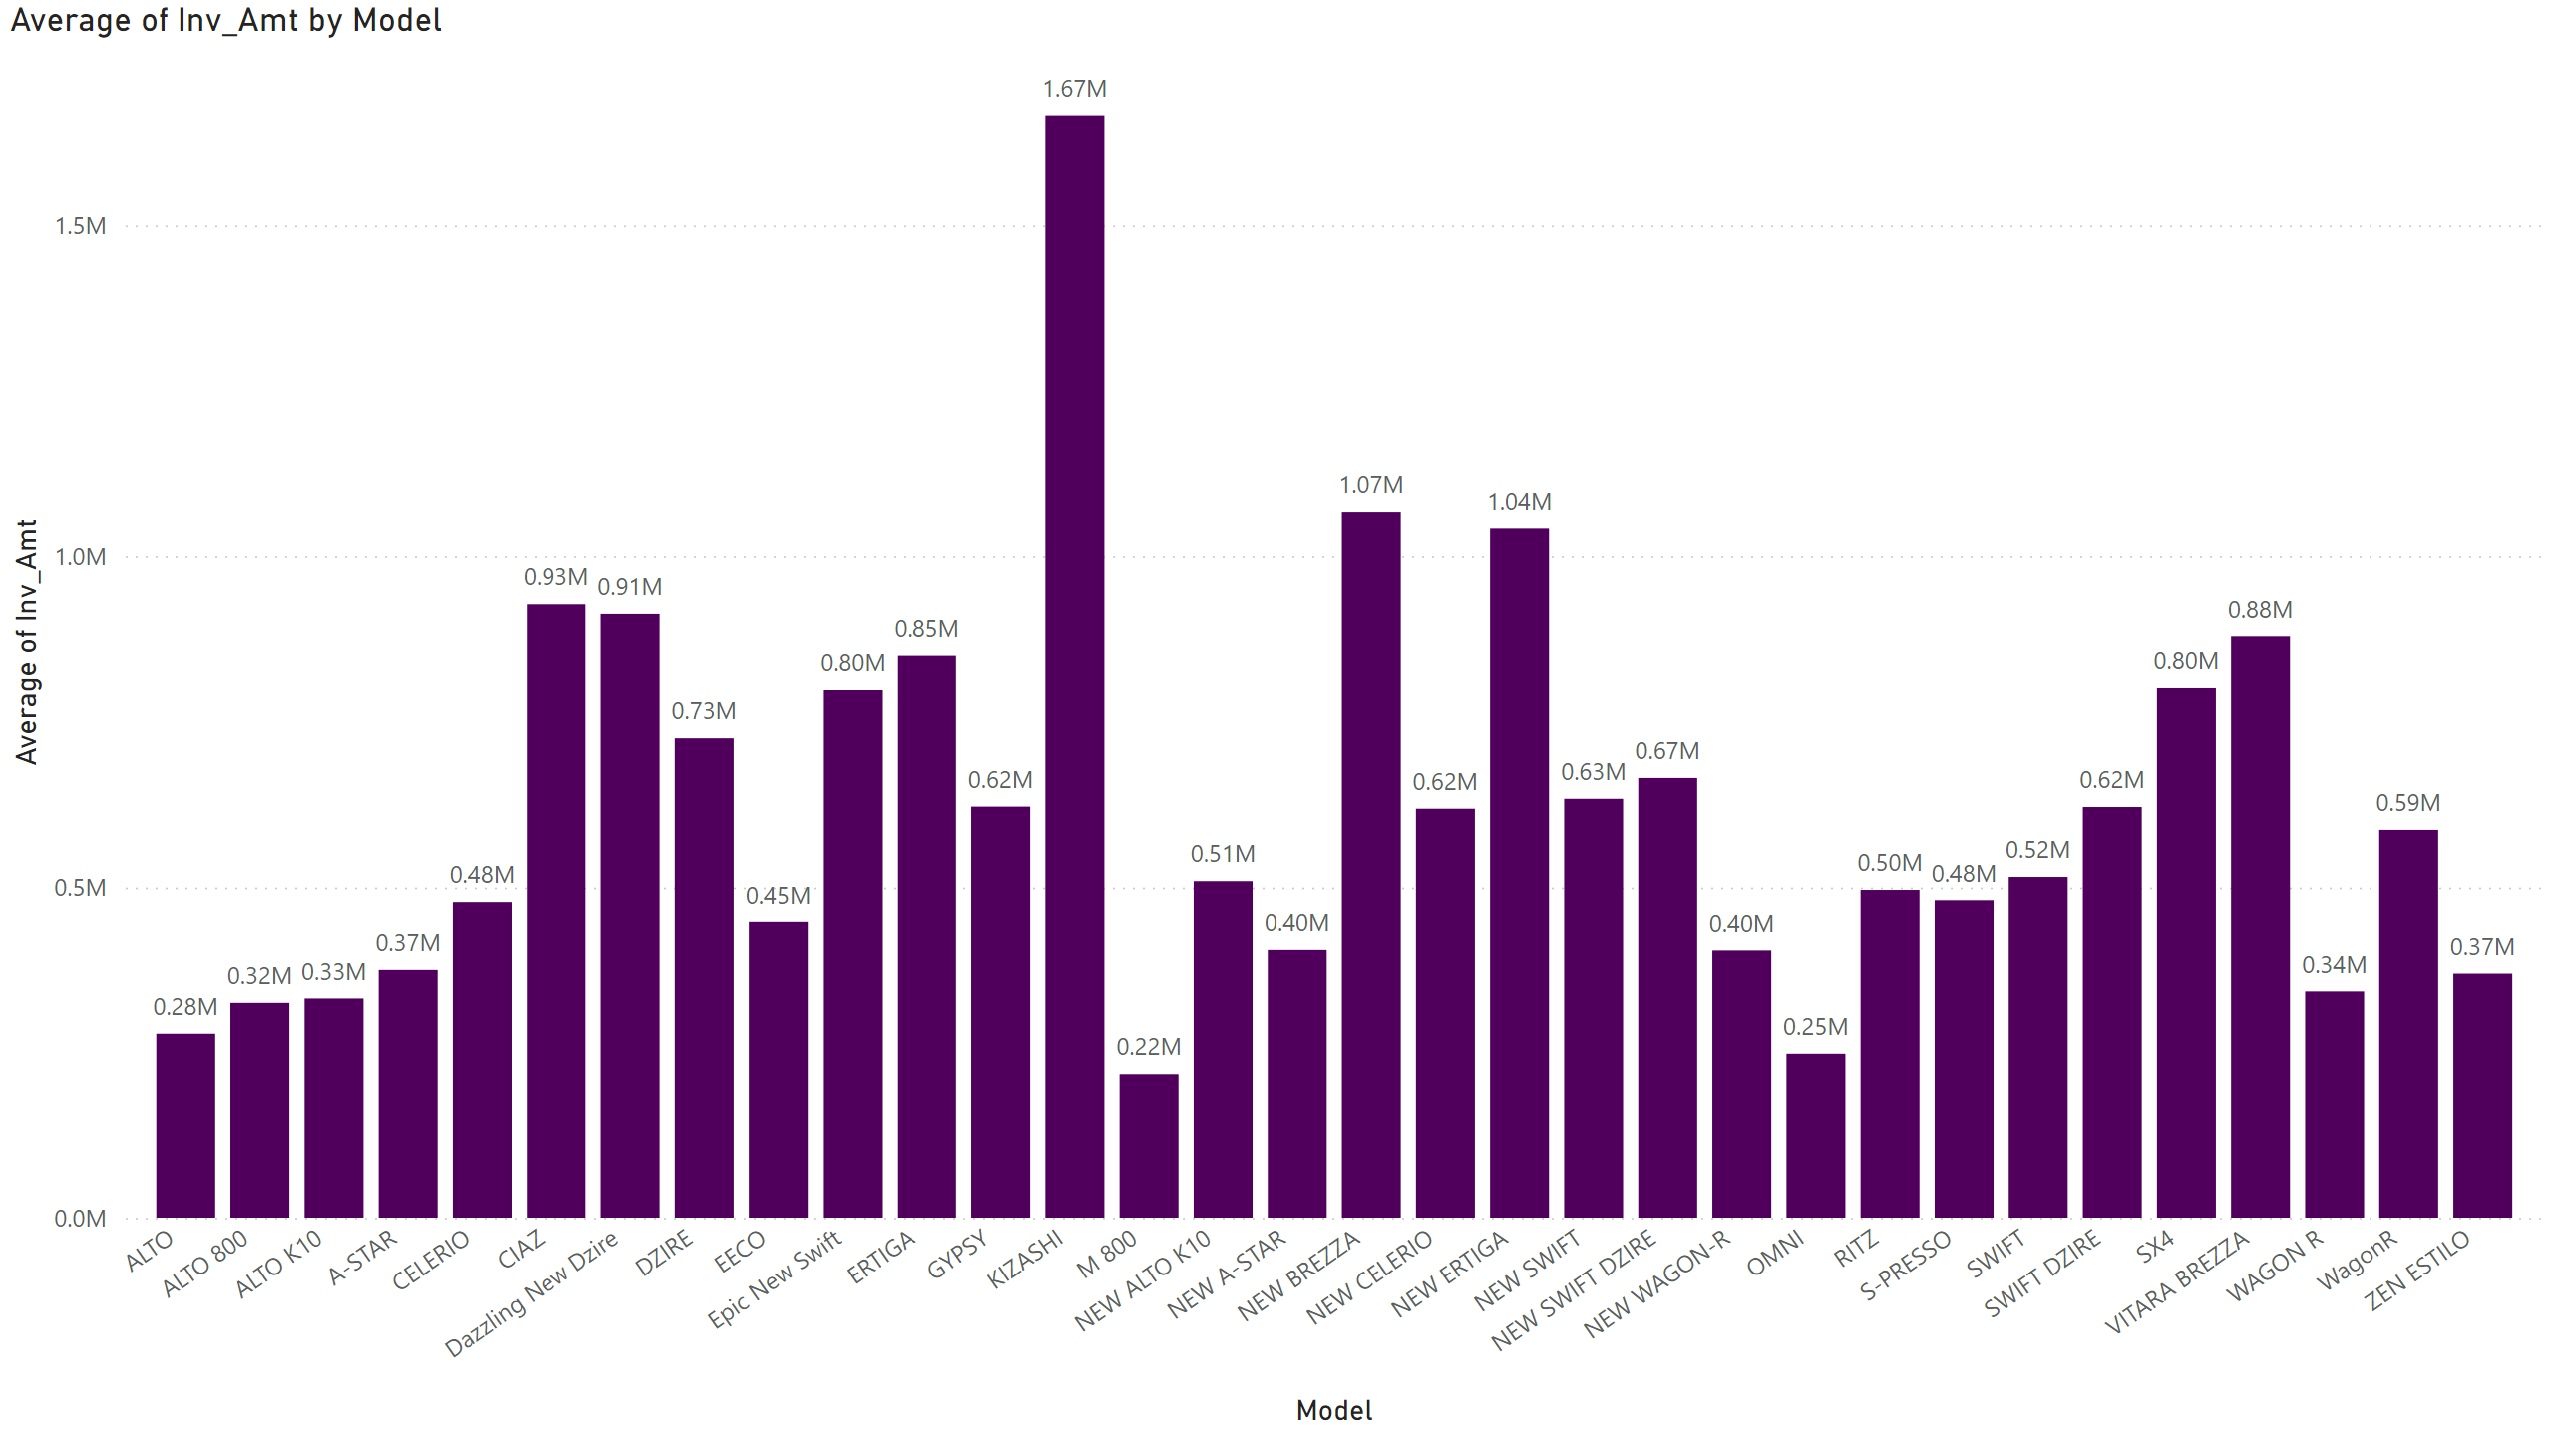 Average of Inv_Amt by Model
Average of Inv_Amt
1.5M
1.0M
0.5M
0.0M
0.28M
0.32M
0.33M
0.37M
0.48M
0.93M
0.91M
0.73M
0.45M
0.80M
0.85M
0.62M
1.67M
0.22M
0.51M
0.40M
1.07M
0.62M
1.04M
0.63M
0.67M
0.40M
0.25M
0.50M
0.48M
0.52M
0.62M
0.80M
0.88M
0.34M
0.59M
0.37M
ALTO
ALTO 800
ALTO K10
A-STAR
CELERIO
CIAZ
Dazzling New Dzire
DZIRE
EECO
Epic New Swift
ERTIGA
GYPSY
KIZASHI
M 800
NEW ALTO K10
NEW A-STAR
NEW BREZZA
NEW CELERIO
NEW ERTIGA
NEW SWIFT
NEW SWIFT DZIRE
NEW WAGON-R
OMNI
RITZ
S-PRESSO
SWIFT
SWIFT DZIRE
SX4
VITARA BREZZA
WAGON R
WagonR
ZEN ESTILO
Model